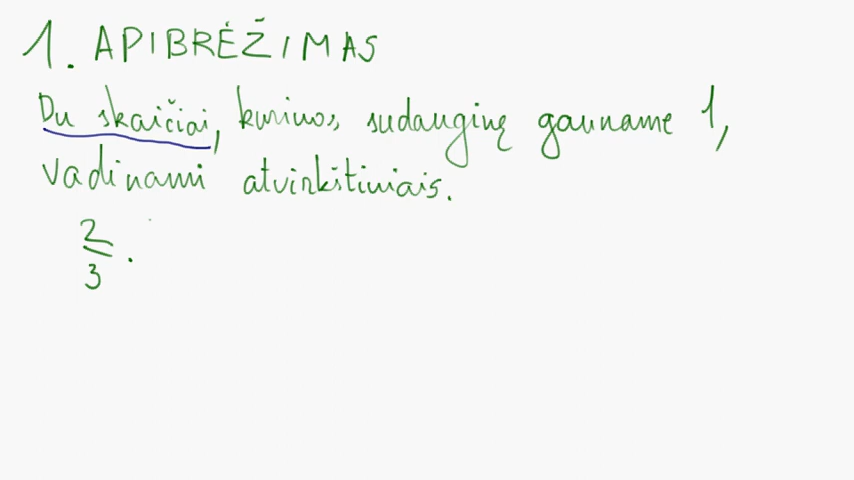 1. APIBRĖŽIMAS
Du skaičiai, kuriuos sudauginę gauname 1,
vadinami atvirkštiniais.
2/3 ·